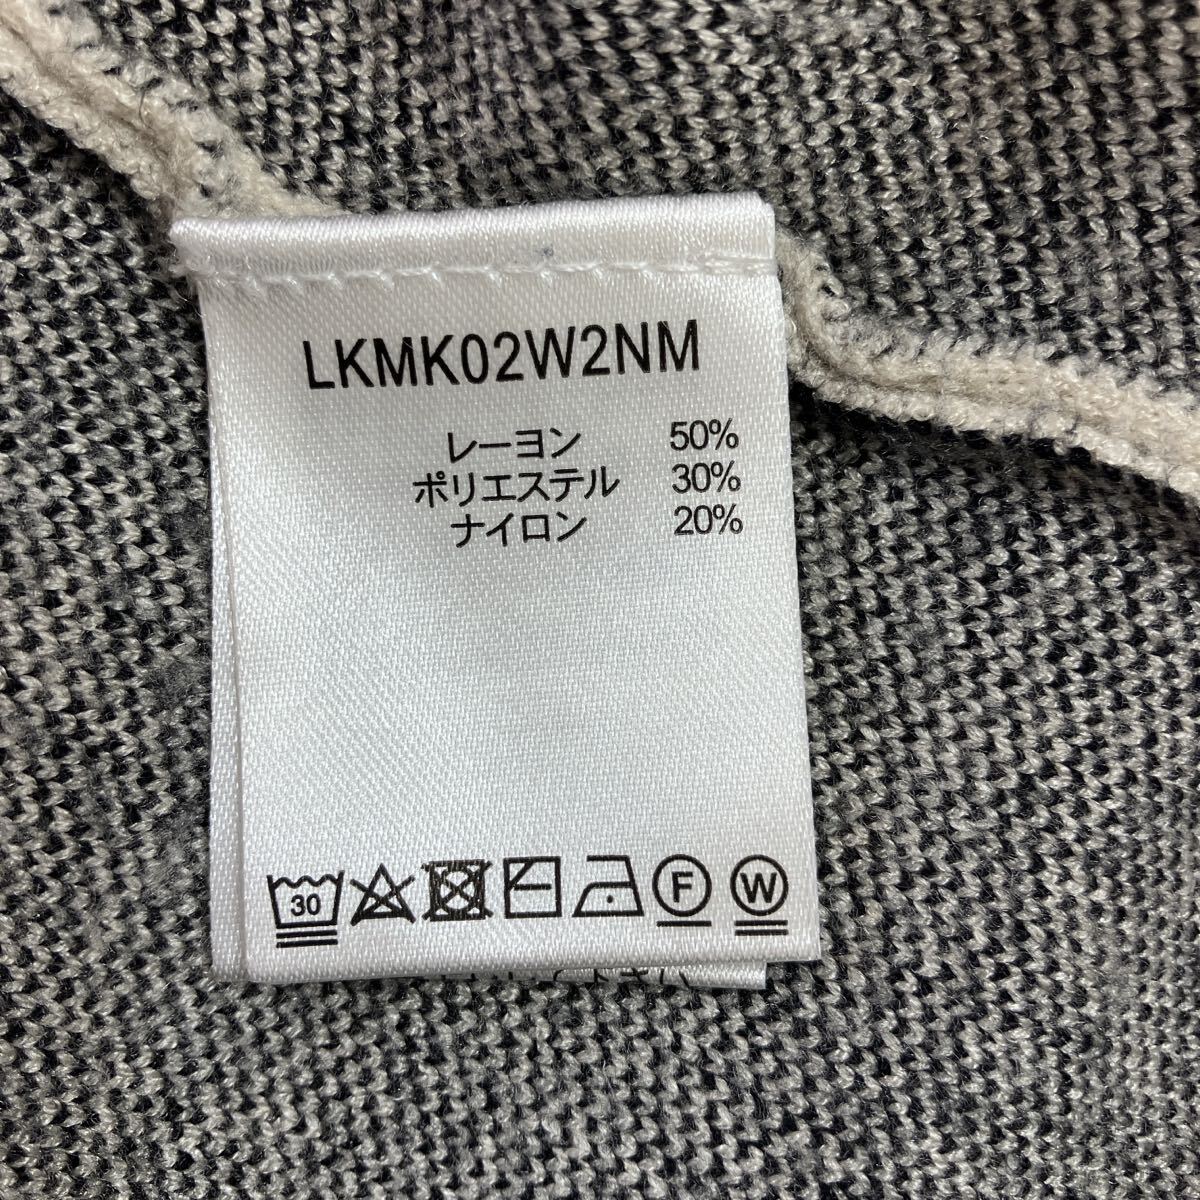 LKMK02W2NM
レーヨン 50%
ポリエステル 30%
ナイロン 20%
30 F W